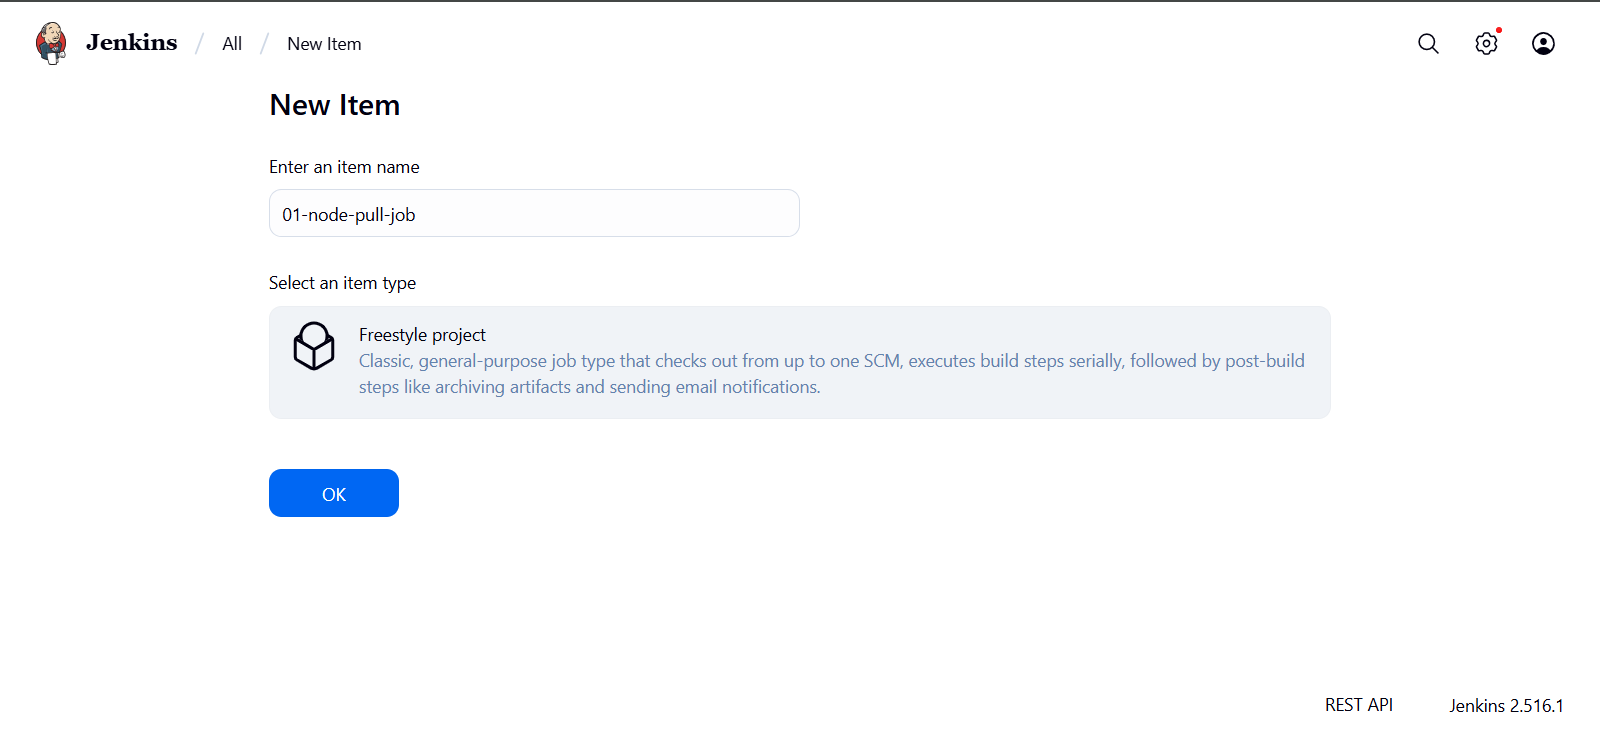 Jenkins / All / New Item
New Item
Enter an item name
01-node-pull-job
Select an item type
Freestyle project
Classic, general-purpose job type that checks out from up to one SCM, executes build steps serially, followed by post-build
steps like archiving artifacts and sending email notifications.
OK
REST API Jenkins 2.516.1